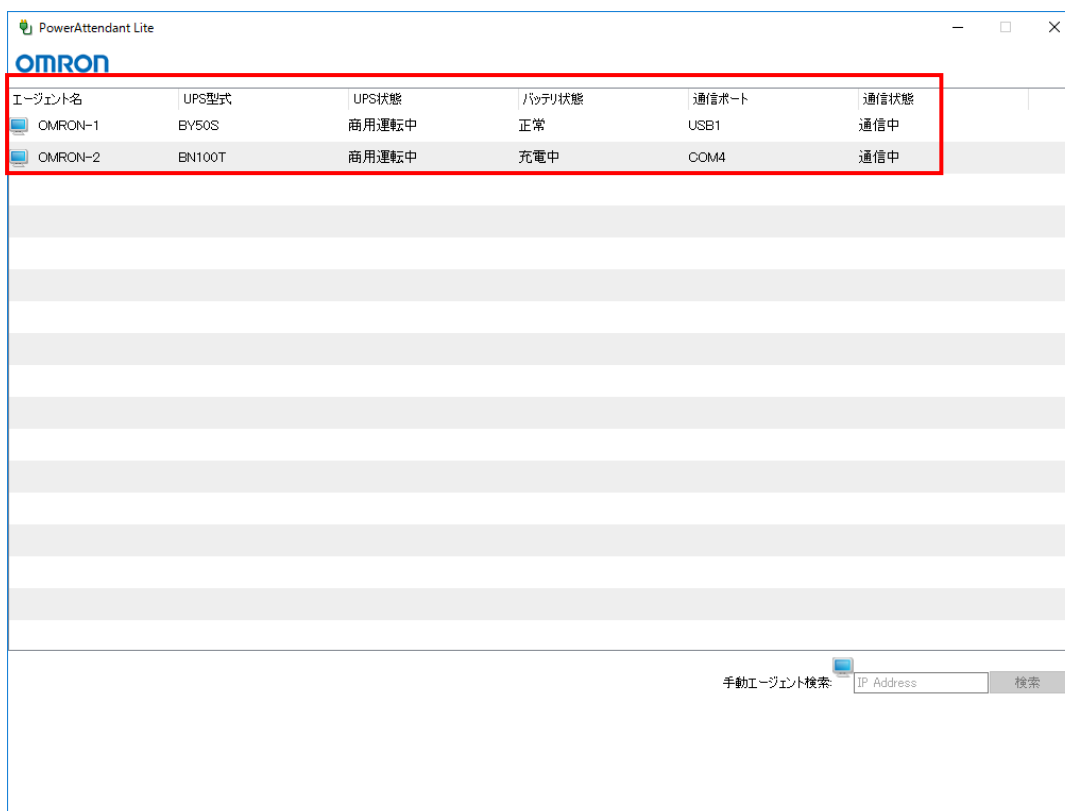 PowerAttendant Lite
OMRON
エージェント名 UPS型式 UPS状態 バッテリ状態 通信ポート 通信状態
OMRON-1 BY50S 商用運転中 正常 USB1 通信中
OMRON-2 BN100T 商用運転中 充電中 COM4 通信中
手動エージェント検索: IP Address 検索